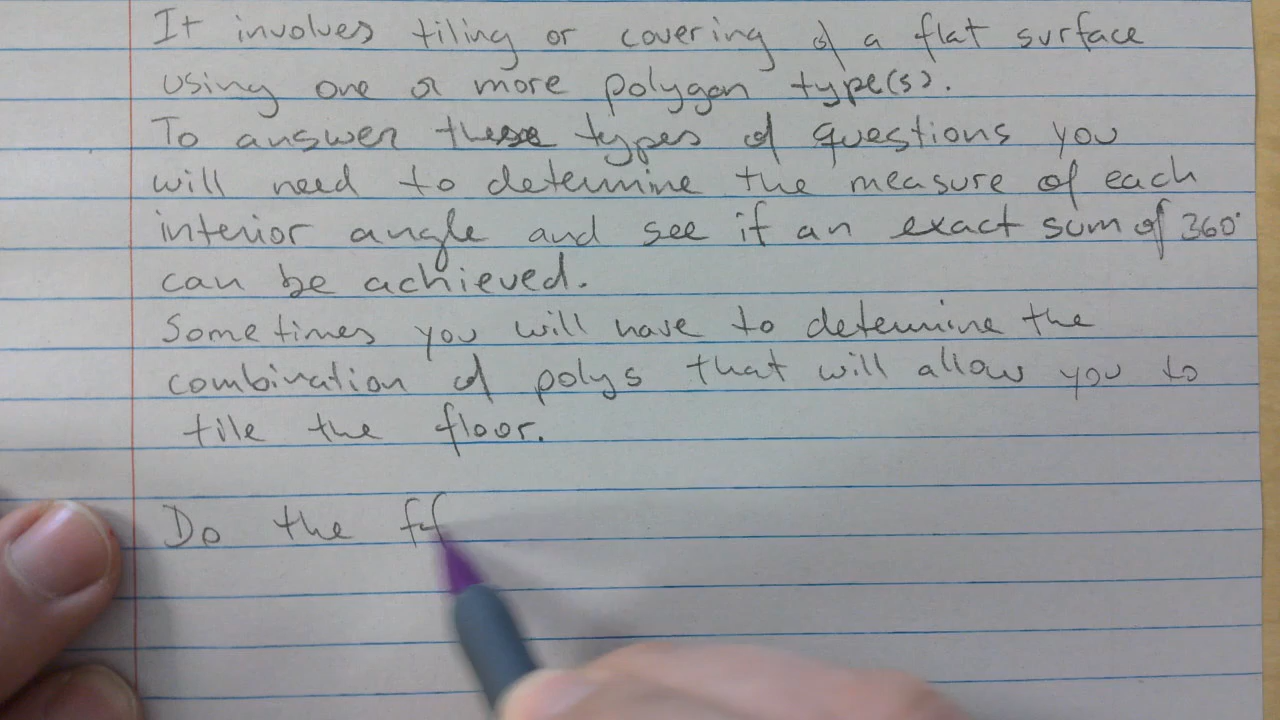 It involves tiling or covering of a flat surface
using one or more polygon type(s).
To answer these types of questions you
will need to determine the measure of each
interior angle and see if an exact sum of 360°
can be achieved.
Sometimes you will have to determine the
combination of polys that will allow you to
tile the floor.
Do the ff